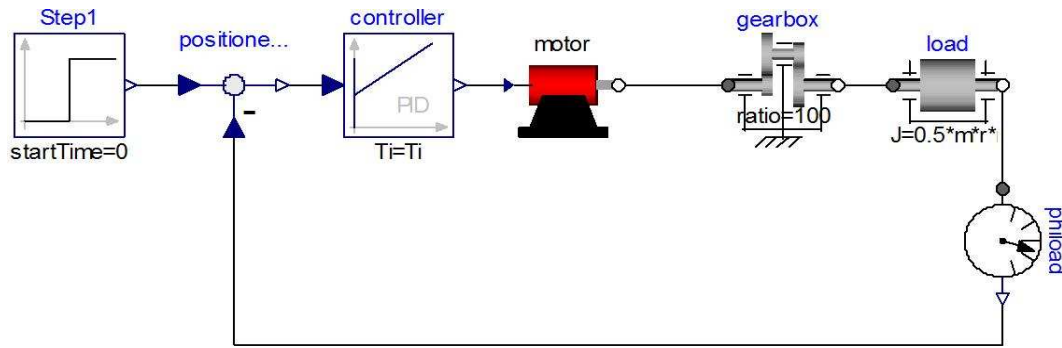 Step1
startTime=0
positione...
-
controller
PID
Ti=Ti
motor
gearbox
ratio=100
load
J=0.5*m*r*
phiload